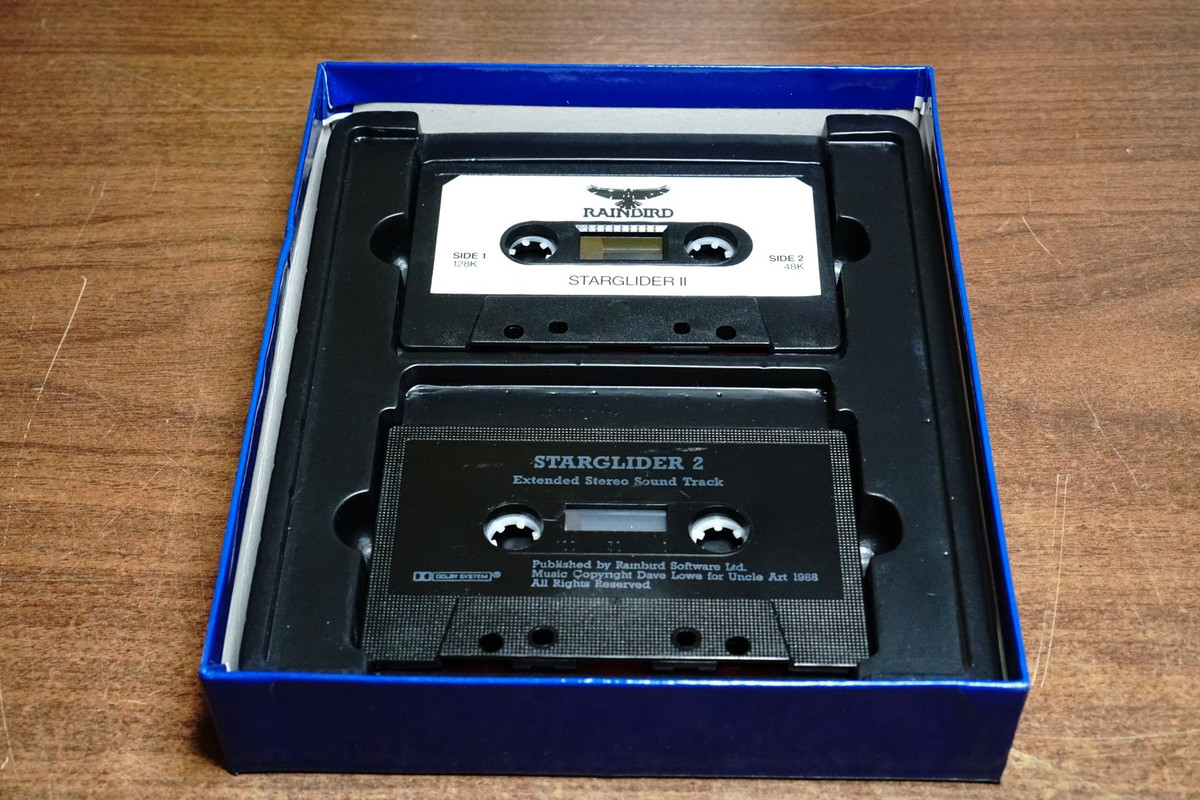 RAINBIRD
SIDE 1
128K
SIDE 2
48K
STARGLIDER II
STARGLIDER 2
Extended Stereo Sound Track
DOLBY SYSTEM®
Published by Rainbird Software Ltd.
Music Copyright Dave Lowe for Uncle Art 1988
All Rights Reserved